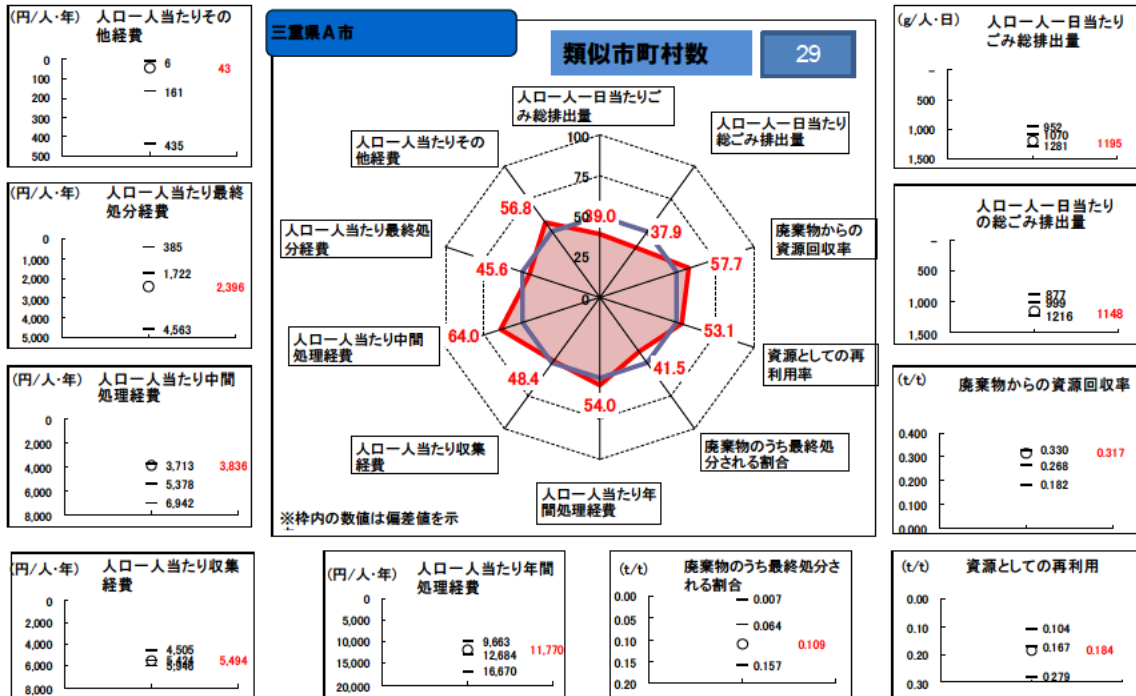 三重県A市
類似市町村数
29
(円/人・年) 人口一人当たりその
他経費
0
100
200
300
400
500
6
161
435
43
(円/人・年) 人口一人当たり最終
処分経費
0
1,000
2,000
3,000
4,000
5,000
385
1,722
4,563
2,396
(円/人・年) 人口一人当たり中間
処理経費
0
2,000
4,000
6,000
8,000
3,713
5,378
6,942
3,836
(円/人・年) 人口一人当たり収集
経費
0
2,000
4,000
6,000
8,000
4,505
5,494
人口一人一日当たりご
み総排出量
人口一人一日当たり
総ごみ排出量
廃棄物からの
資源回収率
資源としての再
利用率
廃棄物のうち最終処
分される割合
人口一人当たり年
間処理経費
人口一人当たり収集
経費
人口一人当たり中間
処理経費
人口一人当たり最終処
分経費
人口一人当たりその
他経費
100
75
50
25
0
39.0
37.9
57.7
53.1
41.5
54.0
48.4
64.0
45.6
56.8
※枠内の数値は偏差値を示
(g/人・日) 人口一人一日当たり
ごみ総排出量
–
500
1,000
1,500
952
1070
1281
1195
人口一人一日当たり
の総ごみ排出量
–
500
1,000
1,500
877
999
1216
1148
(t/t) 廃棄物からの資源回収率
0.400
0.300
0.200
0.100
0.000
0.330
0.268
0.182
0.317
(円/人・年) 人口一人当たり年間
処理経費
0
5,000
10,000
15,000
20,000
9,663
12,684
16,670
11,770
(t/t) 廃棄物のうち最終処分さ
れる割合
0.00
0.05
0.10
0.15
0.20
0.007
0.064
0.157
0.109
(t/t) 資源としての再利用
0.00
0.10
0.20
0.30
0.104
0.167
0.279
0.184